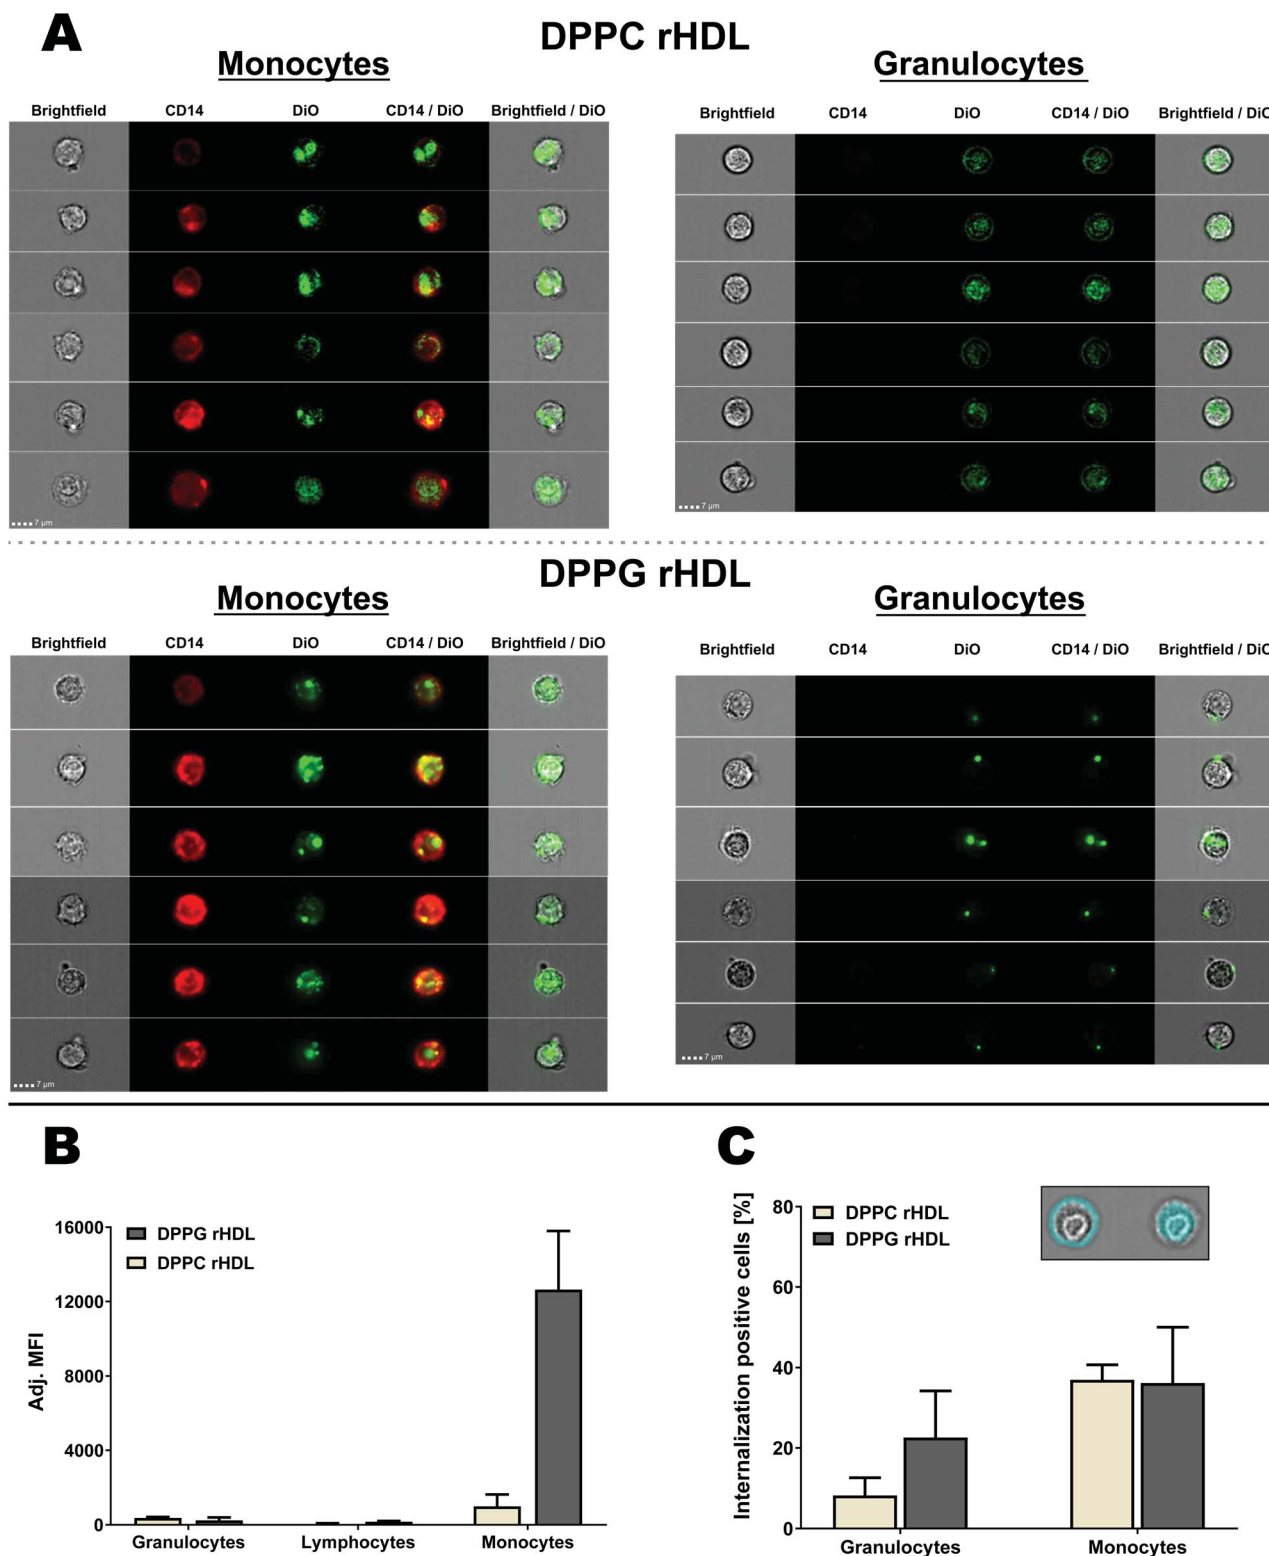 A
DPPC rHDL
Monocytes
Granulocytes
Brightfield CD14 DiO CD14 / DiO Brightfield / DiO
Brightfield CD14 DiO CD14 / DiO Brightfield / DiO
7 µm
7 µm
DPPG rHDL
Monocytes
Granulocytes
Brightfield CD14 DiO CD14 / DiO Brightfield / DiO
Brightfield CD14 DiO CD14 / DiO Brightfield / DiO
7 µm
7 µm
B
Adj. MFI
16000
12000
8000
4000
0
DPPG rHDL
DPPC rHDL
Granulocytes Lymphocytes Monocytes
C
Internalization positive cells [%]
80
60
40
20
0
DPPC rHDL
DPPG rHDL
Granulocytes Monocytes